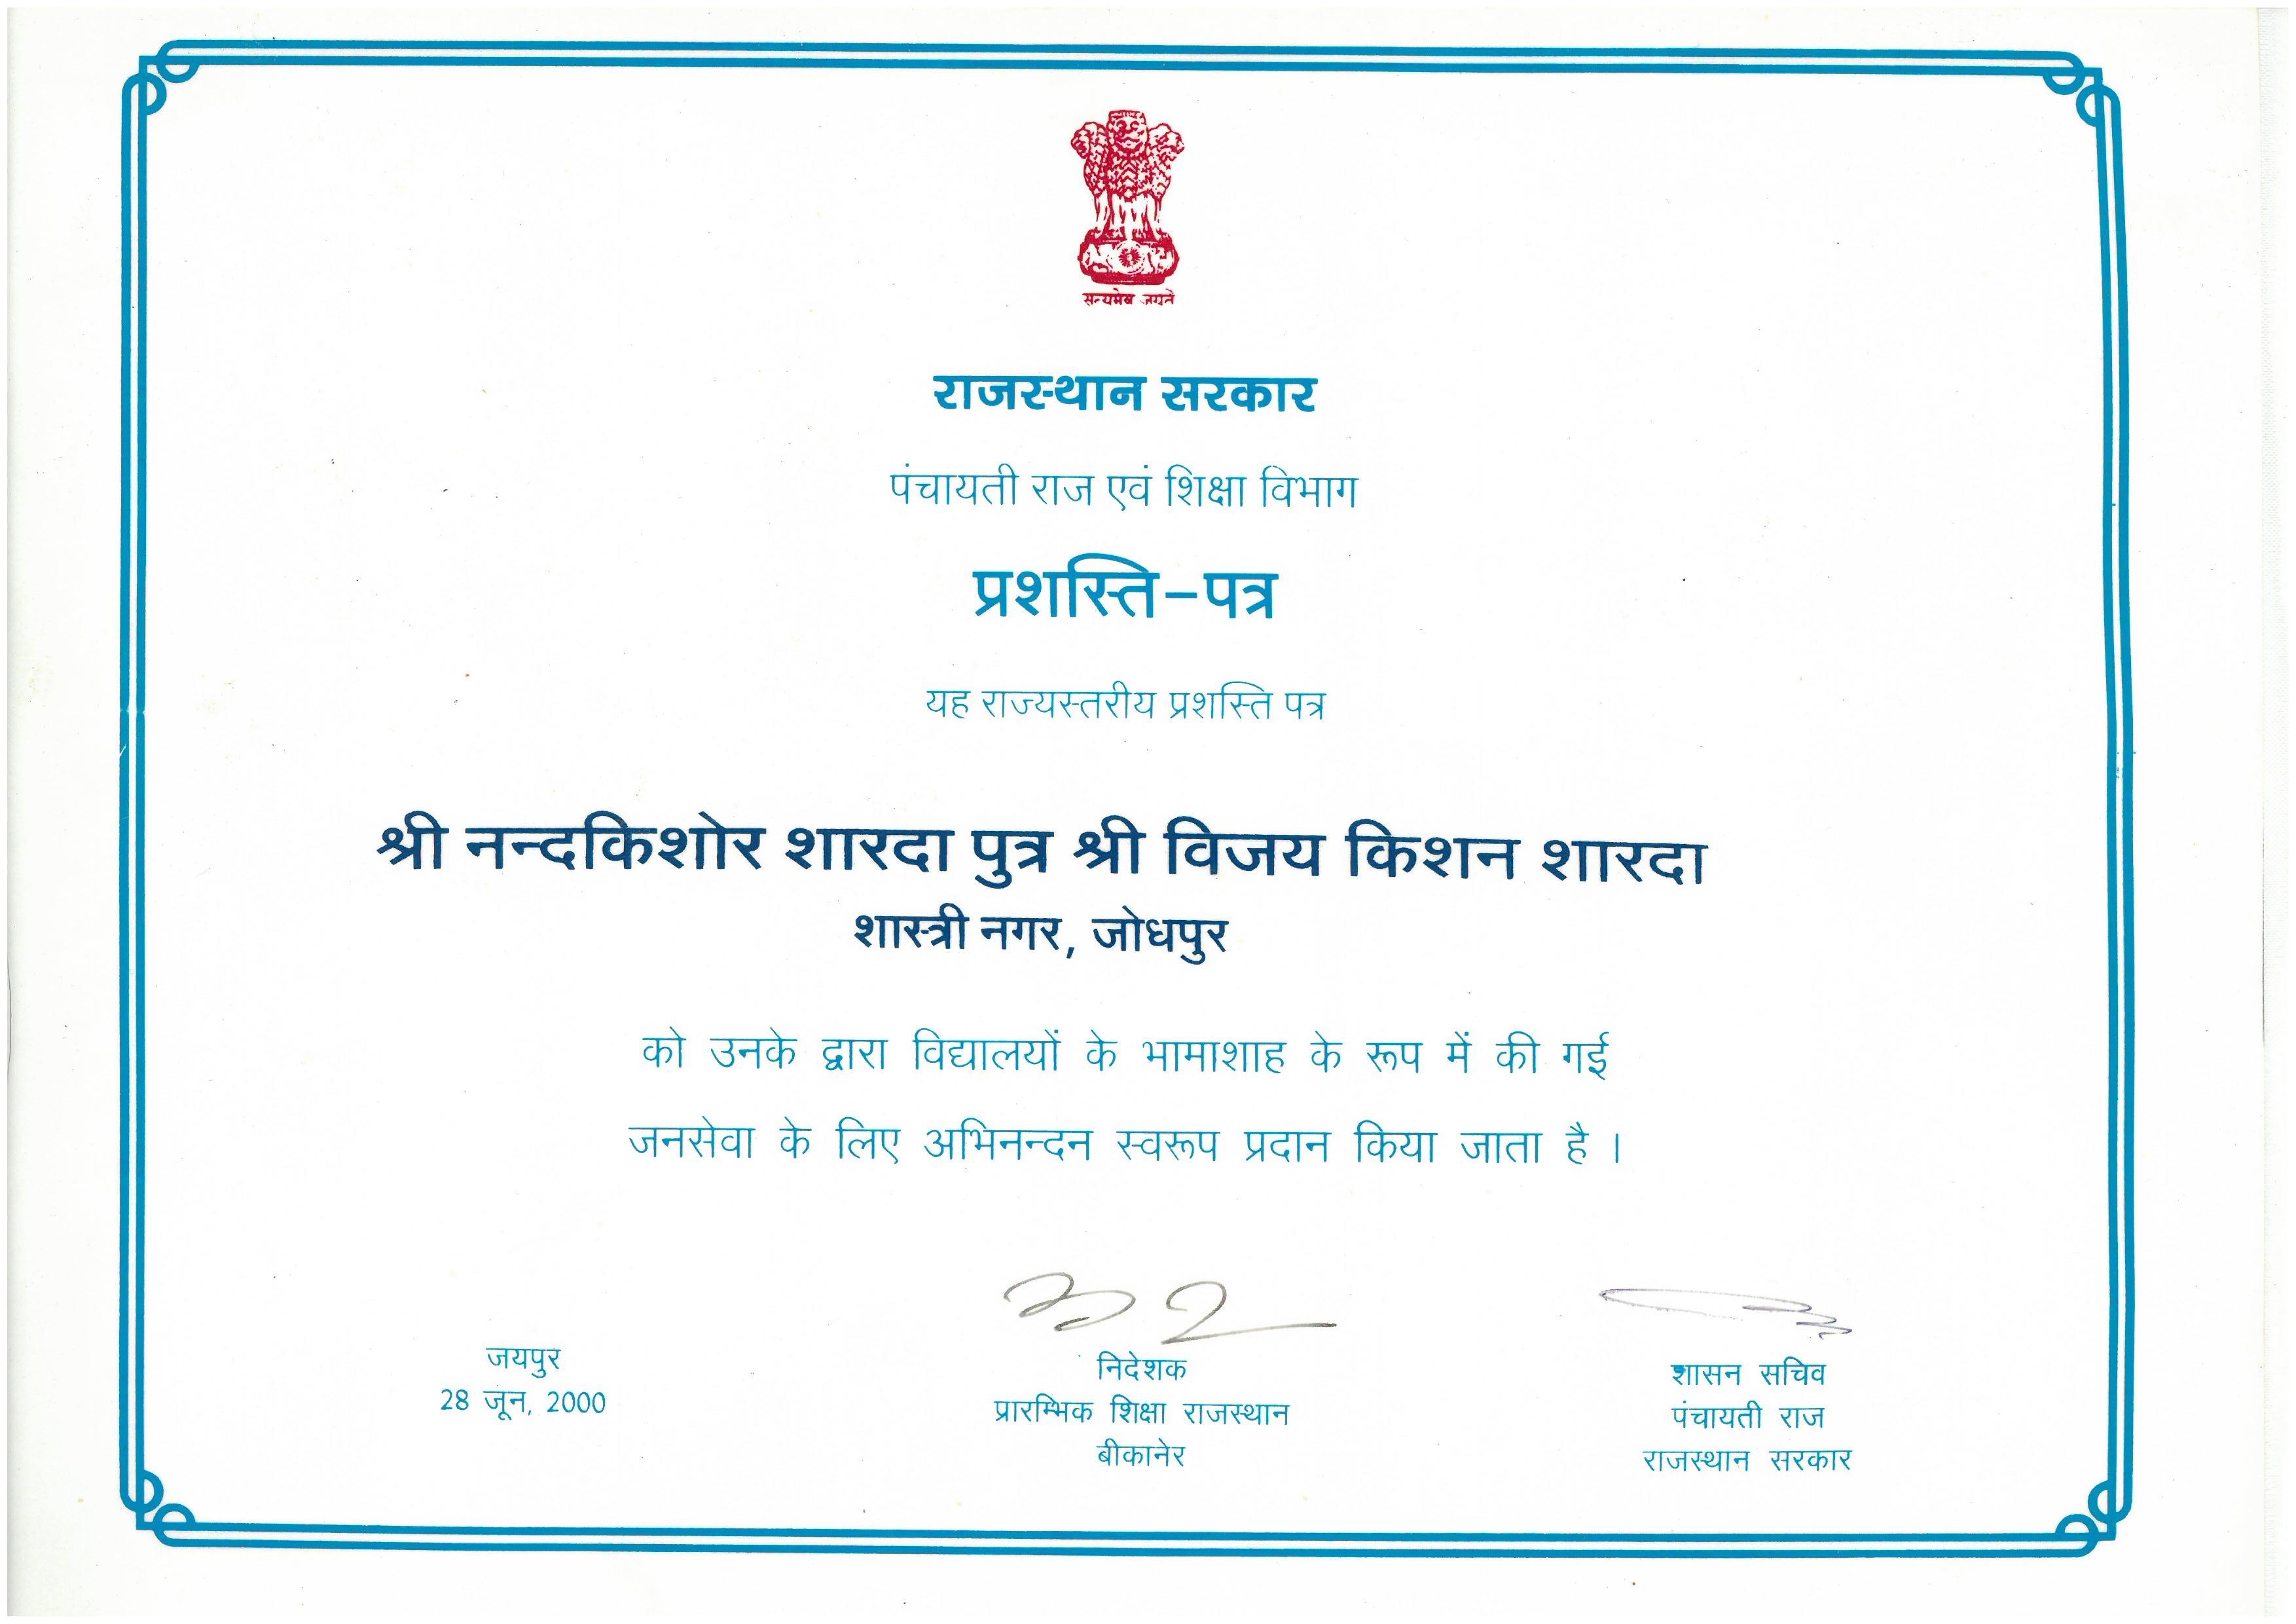 सत्यमेव जयते
राजस्थान सरकार
पंचायती राज एवं शिक्षा विभाग
प्रशस्ति-पत्र
यह राज्यस्तरीय प्रशस्ति पत्र
श्री नन्दकिशोर शारदा पुत्र श्री विजय किशन शारदा
शास्त्री नगर, जोधपुर
को उनके द्वारा विद्यालयों के भामाशाह के रूप में की गई
जनसेवा के लिए अभिनन्दन स्वरूप प्रदान किया जाता है ।
जयपुर
28 जून, 2000
निदेशक
प्रारम्भिक शिक्षा राजस्थान
बीकानेर
शासन सचिव
पंचायती राज
राजस्थान सरकार